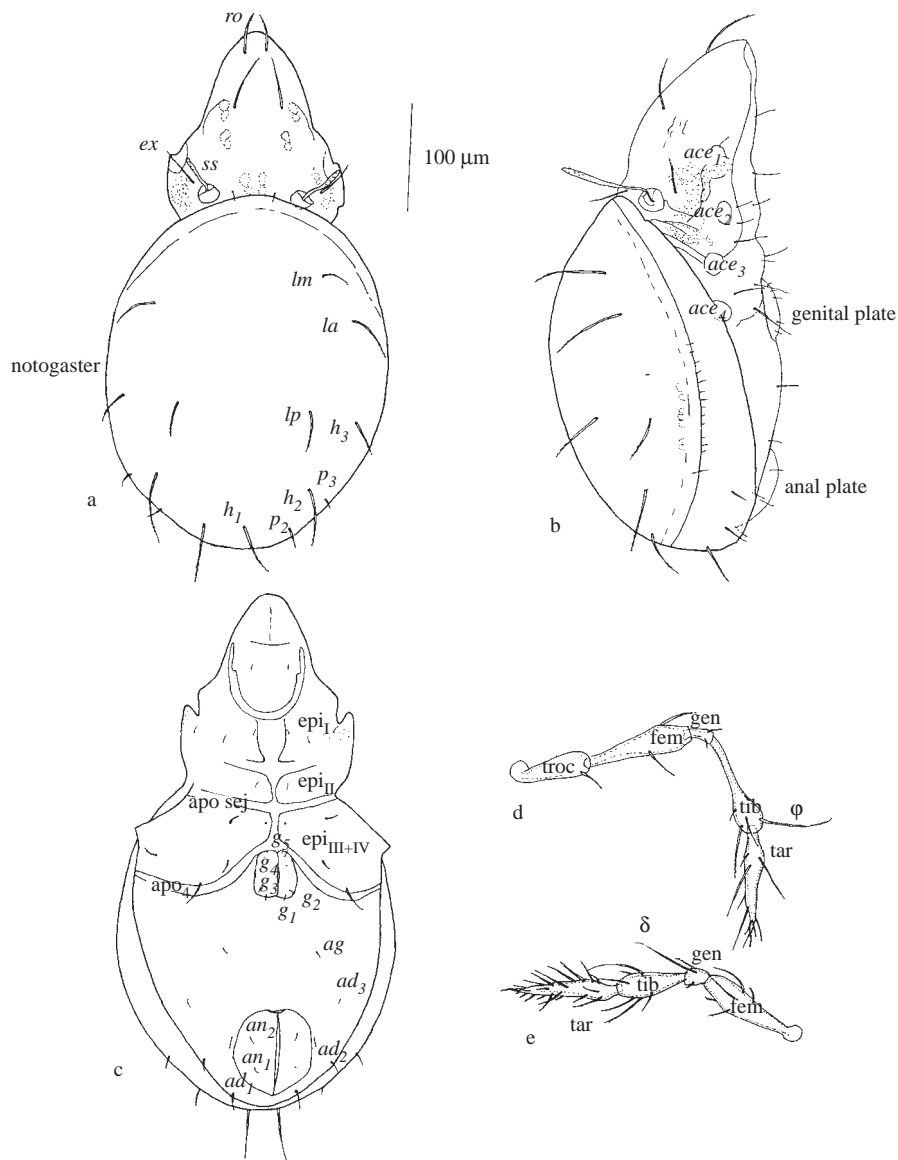 ro
ex
ss
100 µm
lm
la
notogaster
lp
h3
p3
h2
h1
p2
a
ace1
ace2
ace3
ace4
genital plate
anal plate
b
epiI
epiII
apo sej
epiIII+IV
g5
g4
g3
apo4
g2
g1
ag
ad3
an2
an1
ad2
ad1
c
gen
fem
troc
tib
φ
tar
d
δ
gen
tib
fem
tar
e